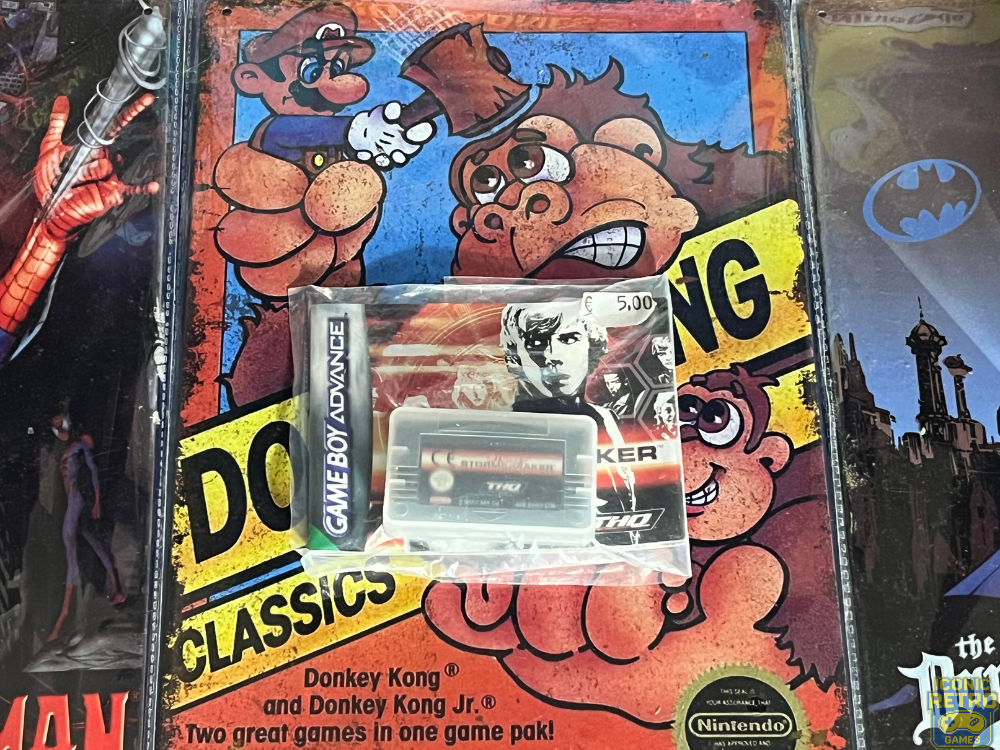 M
€ 5,00
GAME BOY ADVANCE
NG
DO
KER
CE
STORMBREAKER
THQ
THQ
CLASSICS
Donkey Kong®
and Donkey Kong Jr.®
Two great games in one game pak!
THIS SEAL IS
YOUR ASSURANCE THAT
Nintendo®
HAS APPROVED AND
MAN
the
ICONIC
RETRO
GAMES